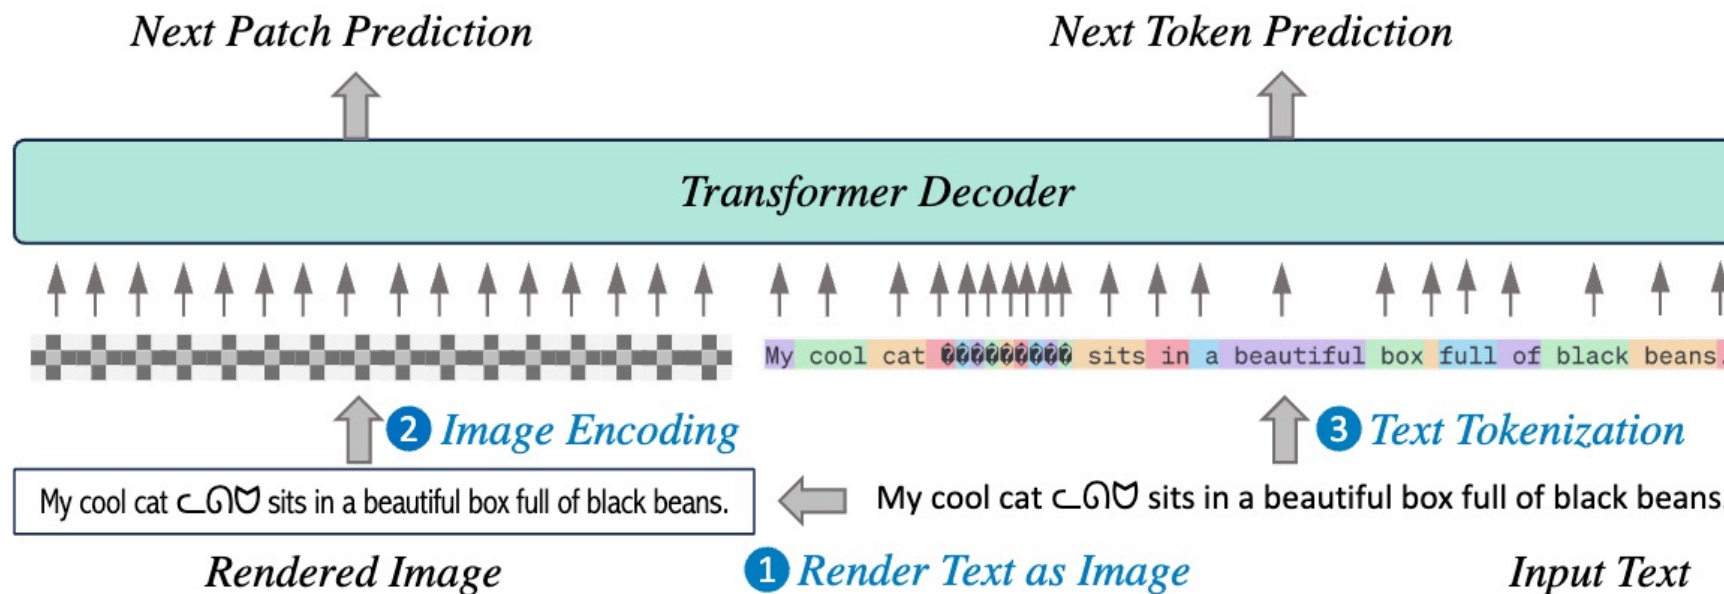 Next Patch Prediction
Next Token Prediction
Transformer Decoder
My cool cat ���������� sits in a beautiful box full of black beans.
2 Image Encoding
3 Text Tokenization
My cool cat ᓚᘏᗢ sits in a beautiful box full of black beans.
My cool cat ᓚᘏᗢ sits in a beautiful box full of black beans.
Rendered Image
1 Render Text as Image
Input Text